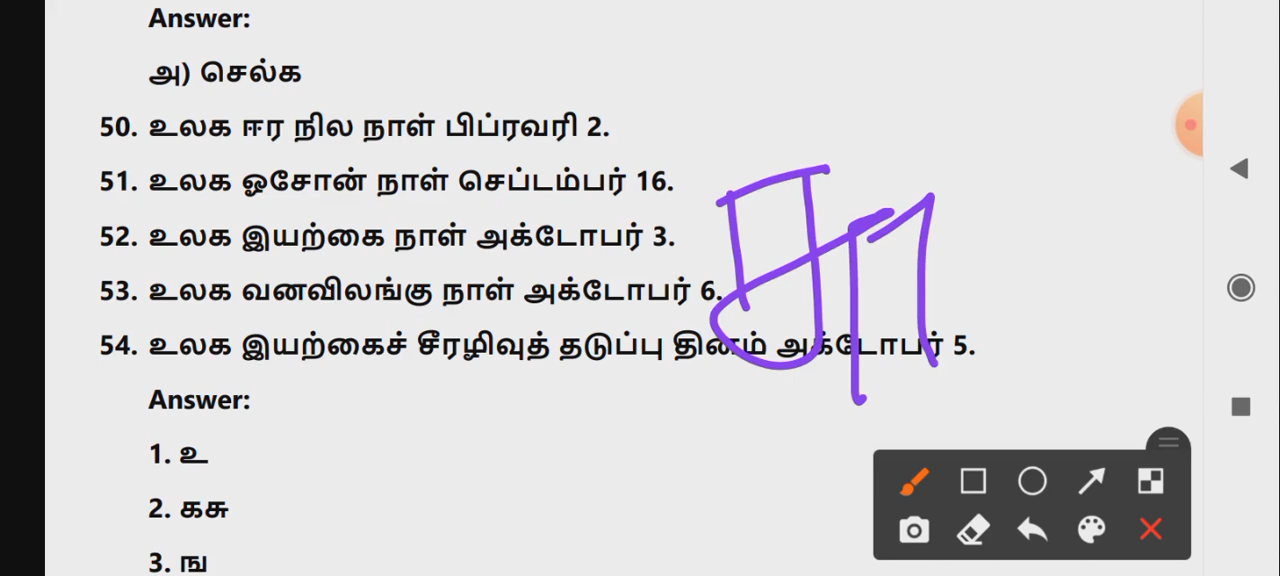 Answer:
அ) செல்க
50. உலக ஈர நில நாள் பிப்ரவரி 2.
51. உலக ஓசோன் நாள் செப்டம்பர் 16.
52. உலக இயற்கை நாள் அக்டோபர் 3.
53. உலக வனவிலங்கு நாள் அக்டோபர் 6.
54. உலக இயற்கைச் சீரழிவுத் தடுப்பு தினம் அக்டோபர் 5.
Answer:
1. உ
2. கசு
3. ங